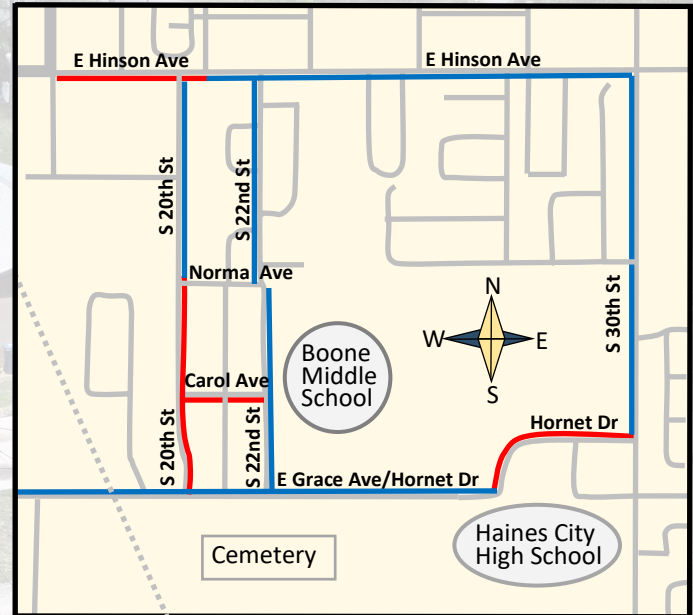 E Hinson Ave
E Hinson Ave
S 20th St
S 22nd St
Norma Ave
N
W
E
S
S 30th St
Boone
Middle
School
Carol Ave
Hornet Dr
S 20th St
S 22nd St
E Grace Ave/Hornet Dr
Cemetery
Haines City
High School